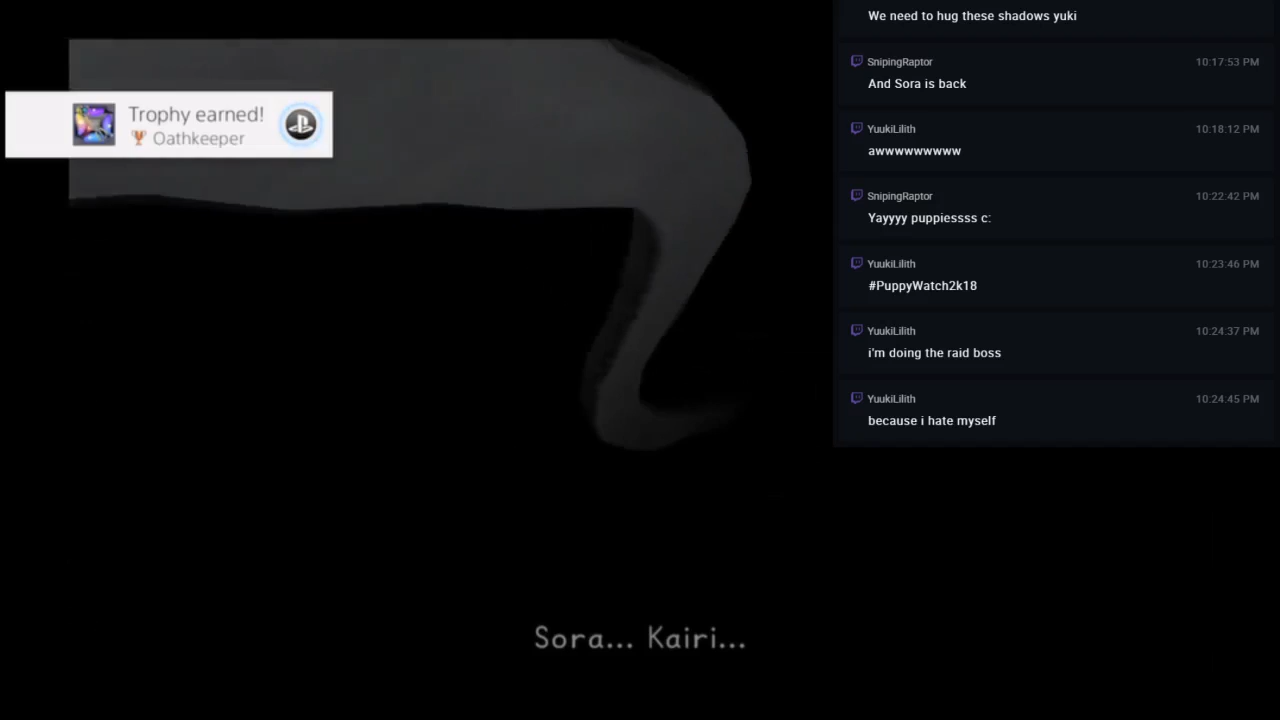 Trophy earned!
Oathkeeper
Sora... Kairi...
We need to hug these shadows yuki
SnipingRaptor 10:17:53 PM
And Sora is back
YuukiLilith 10:18:12 PM
awwwwwwwww
SnipingRaptor 10:22:42 PM
Yayyyy puppiessss c:
YuukiLilith 10:23:46 PM
#PuppyWatch2k18
YuukiLilith 10:24:37 PM
i'm doing the raid boss
YuukiLilith 10:24:45 PM
because i hate myself